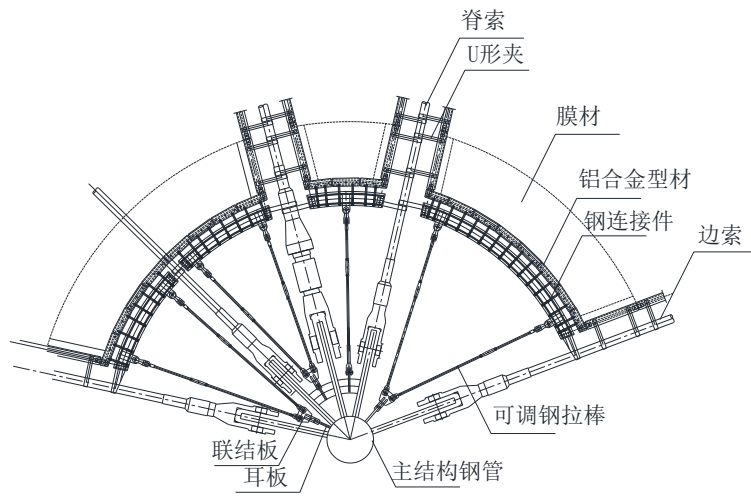 脊索
U形夹
膜材
铝合金型材
钢连接件
边索
可调钢拉棒
联结板
耳板
主结构钢管